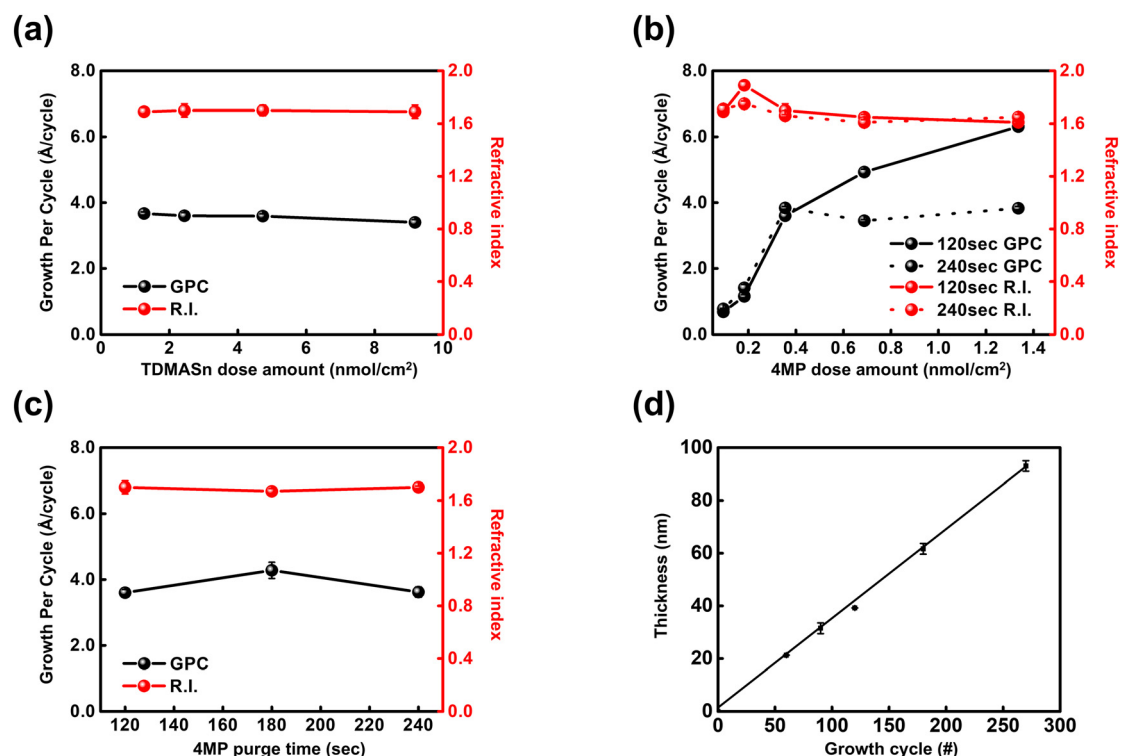 (a)
8.0
6.0
4.0
2.0
0.0
Growth Per Cycle (Å/cycle)
2.0
1.6
1.2
0.8
0.4
0.0
Refractive index
GPC
R.I.
0 2 4 6 8 10
TDMASn dose amount (nmol/cm²)
(b)
8.0
6.0
4.0
2.0
0.0
Growth Per Cycle (Å/cycle)
2.0
1.6
1.2
0.8
0.4
0.0
Refractive index
120sec GPC
240sec GPC
120sec R.I.
240sec R.I.
0.2 0.4 0.6 0.8 1.0 1.2 1.4
4MP dose amount (nmol/cm²)
(c)
8.0
6.0
4.0
2.0
0.0
Growth Per Cycle (Å/cycle)
2.0
1.6
1.2
0.8
0.4
0.0
Refractive index
GPC
R.I.
120 140 160 180 200 220 240
4MP purge time (sec)
(d)
100
80
60
40
20
0
Thickness (nm)
0 50 100 150 200 250 300
Growth cycle (#)